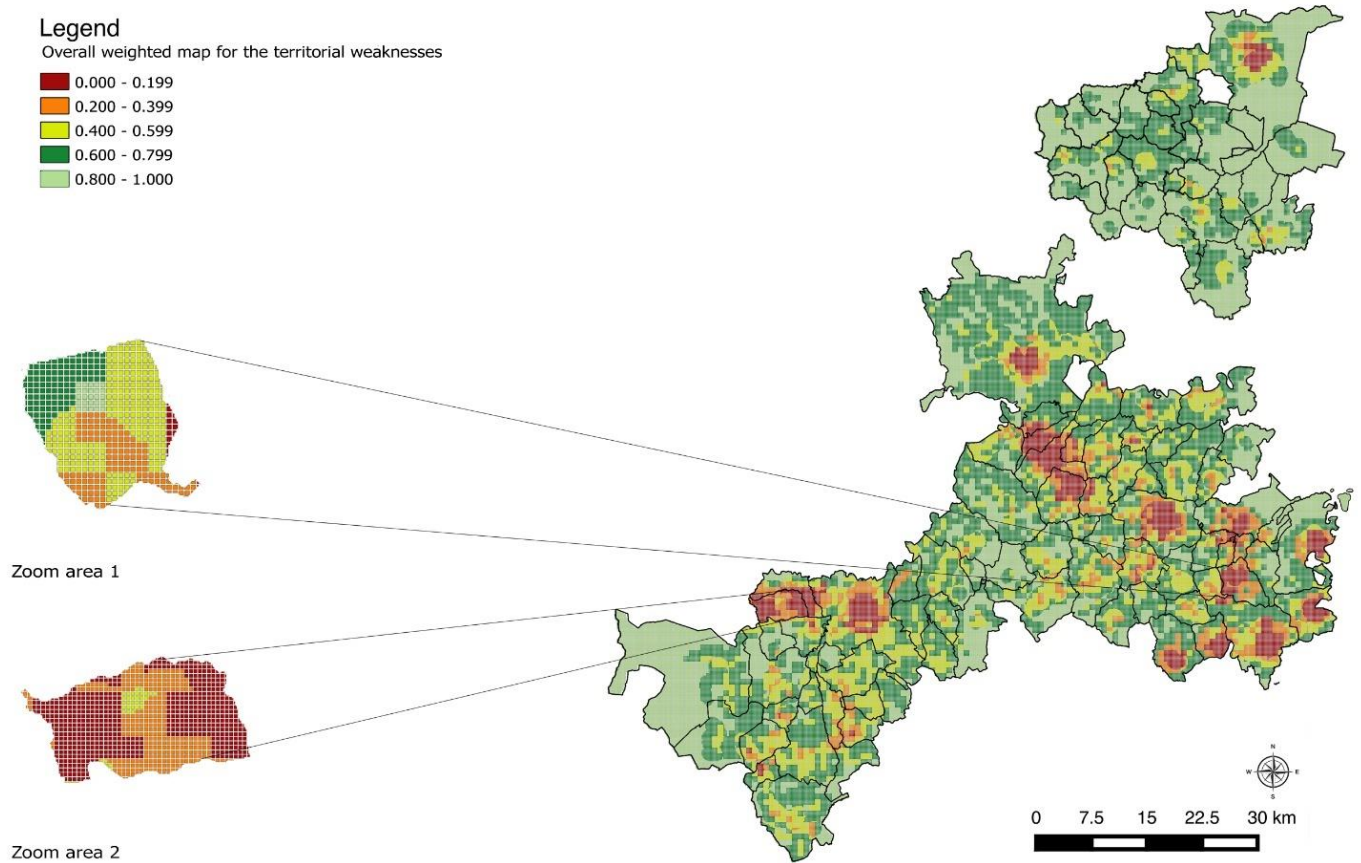 Legend
Overall weighted map for the territorial weaknesses
0.000 - 0.199
0.200 - 0.399
0.400 - 0.599
0.600 - 0.799
0.800 - 1.000
Zoom area 1
Zoom area 2
N
W E
S
0 7.5 15 22.5 30 km